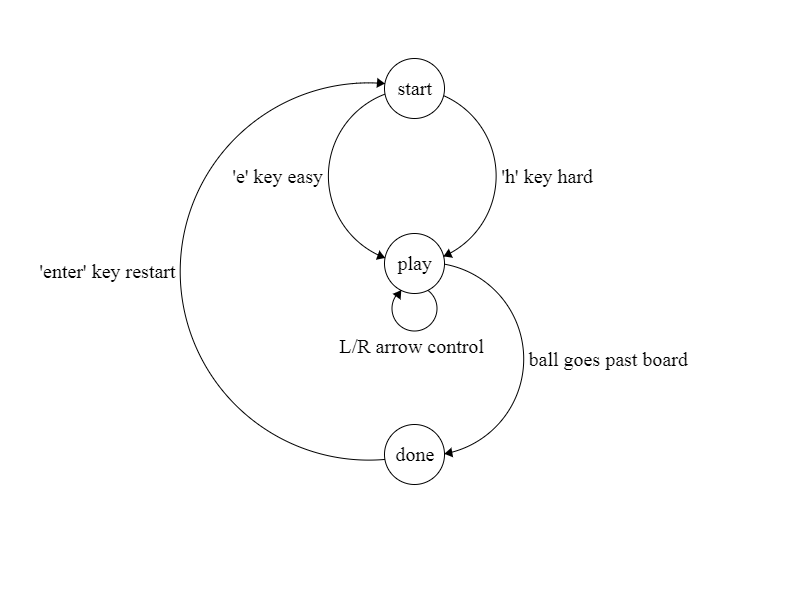 start
'e' key easy
'h' key hard
play
'enter' key restart
L/R arrow control
ball goes past board
done